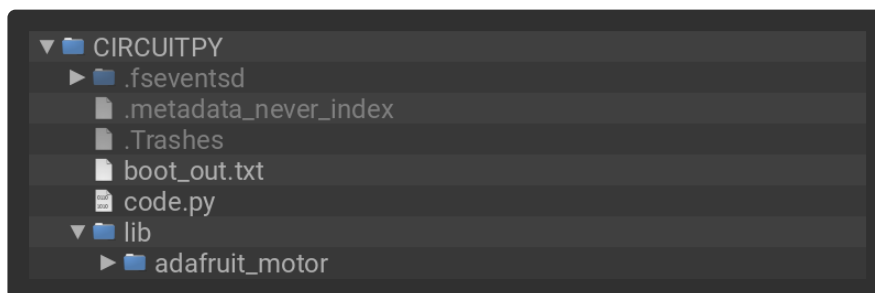 CIRCUITPY
.fseventsd
.metadata_never_index
.Trashes
boot_out.txt
code.py
lib
adafruit_motor